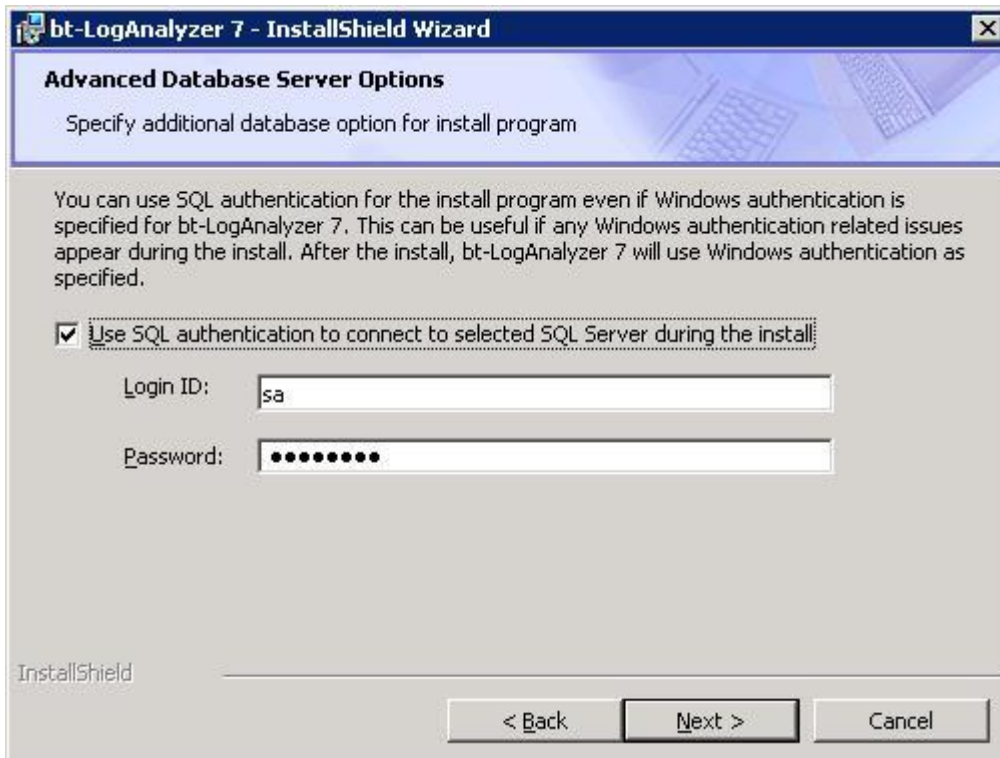 bt-LogAnalyzer 7 - InstallShield Wizard
Advanced Database Server Options
Specify additional database option for install program
You can use SQL authentication for the install program even if Windows authentication is
specified for bt-LogAnalyzer 7. This can be useful if any Windows authentication related issues
appear during the install. After the install, bt-LogAnalyzer 7 will use Windows authentication as
specified.
Use SQL authentication to connect to selected SQL Server during the install
Login ID: sa
Password: ●●●●●●●●
InstallShield
< Back Next > Cancel